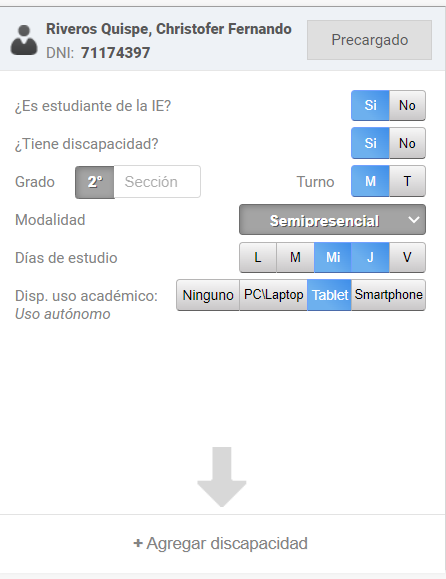 Riveros Quispe, Christofer Fernando
DNI: 71174397
Precargado
¿Es estudiante de la IE? Si No
¿Tiene discapacidad? Si No
Grado 2° Sección Turno M T
Modalidad Semipresencial
Días de estudio L M Mi J V
Disp. uso académico: Ninguno PC\Laptop Tablet Smartphone
Uso autónomo
+ Agregar discapacidad